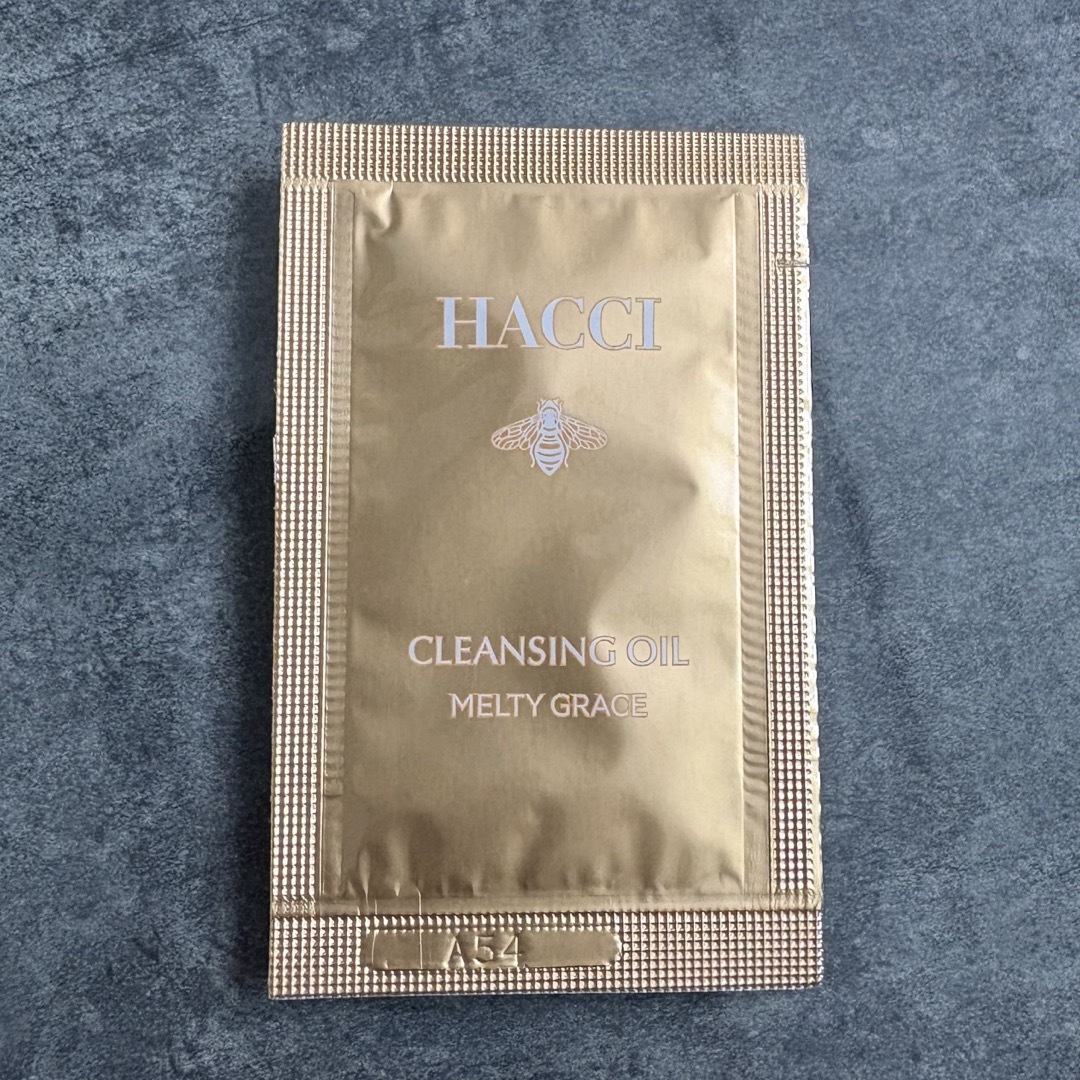 HACCI
CLEANSING OIL
MELTY GRACE
A54